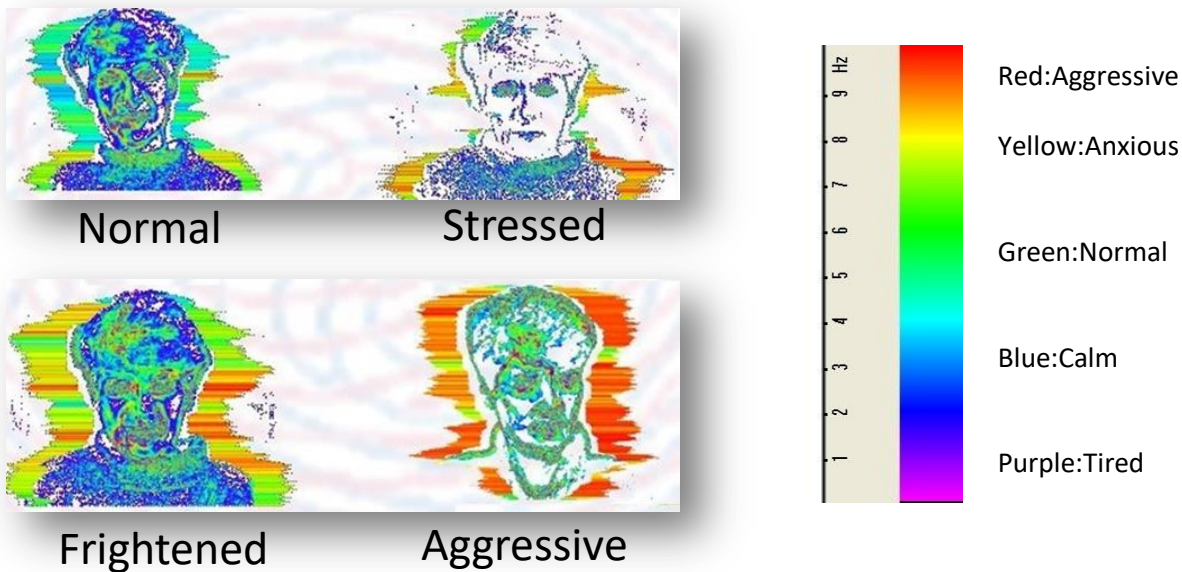 Normal
Stressed
Frightened
Aggressive
Hz
9
8
7
6
5
4
3
2
1
Red:Aggressive
Yellow:Anxious
Green:Normal
Blue:Calm
Purple:Tired